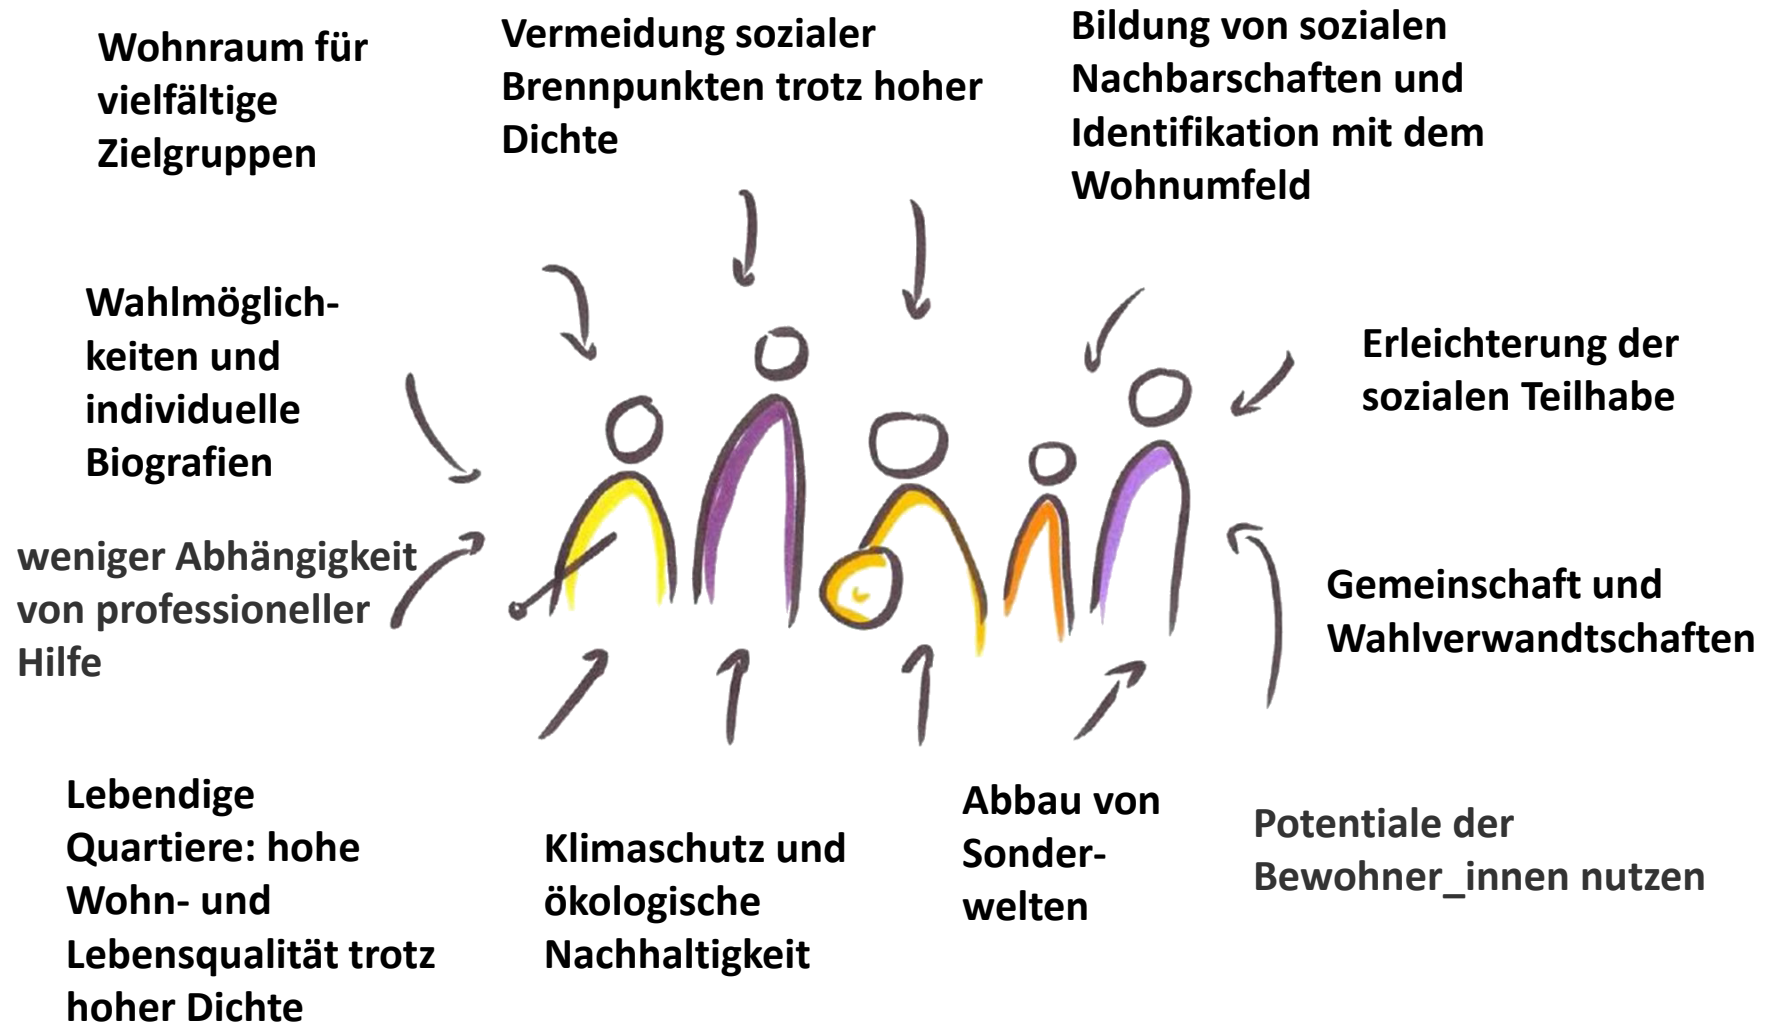 Wohnraum für
vielfältige
Zielgruppen
Vermeidung sozialer
Brennpunkten trotz hoher
Dichte
Bildung von sozialen
Nachbarschaften und
Identifikation mit dem
Wohnumfeld
Wahlmöglich-
keiten und
individuelle
Biografien
Erleichterung der
sozialen Teilhabe
weniger Abhängigkeit
von professioneller
Hilfe
Gemeinschaft und
Wahlverwandtschaften
Lebendige
Quartiere: hohe
Wohn- und
Lebensqualität trotz
hoher Dichte
Klimaschutz und
ökologische
Nachhaltigkeit
Abbau von
Sonder-
welten
Potentiale der
Bewohner_innen nutzen